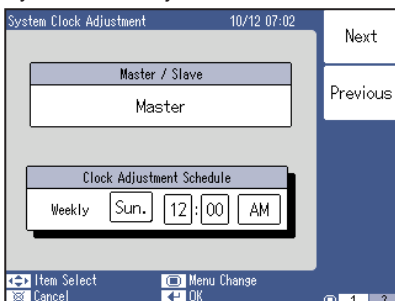 System Clock Adjustment 10/12 07:02
Next
Previous
Master / Slave
Master
Clock Adjustment Schedule
Weekly Sun. 12 : 00 AM
Item Select Menu Change
Cancel OK
1 2